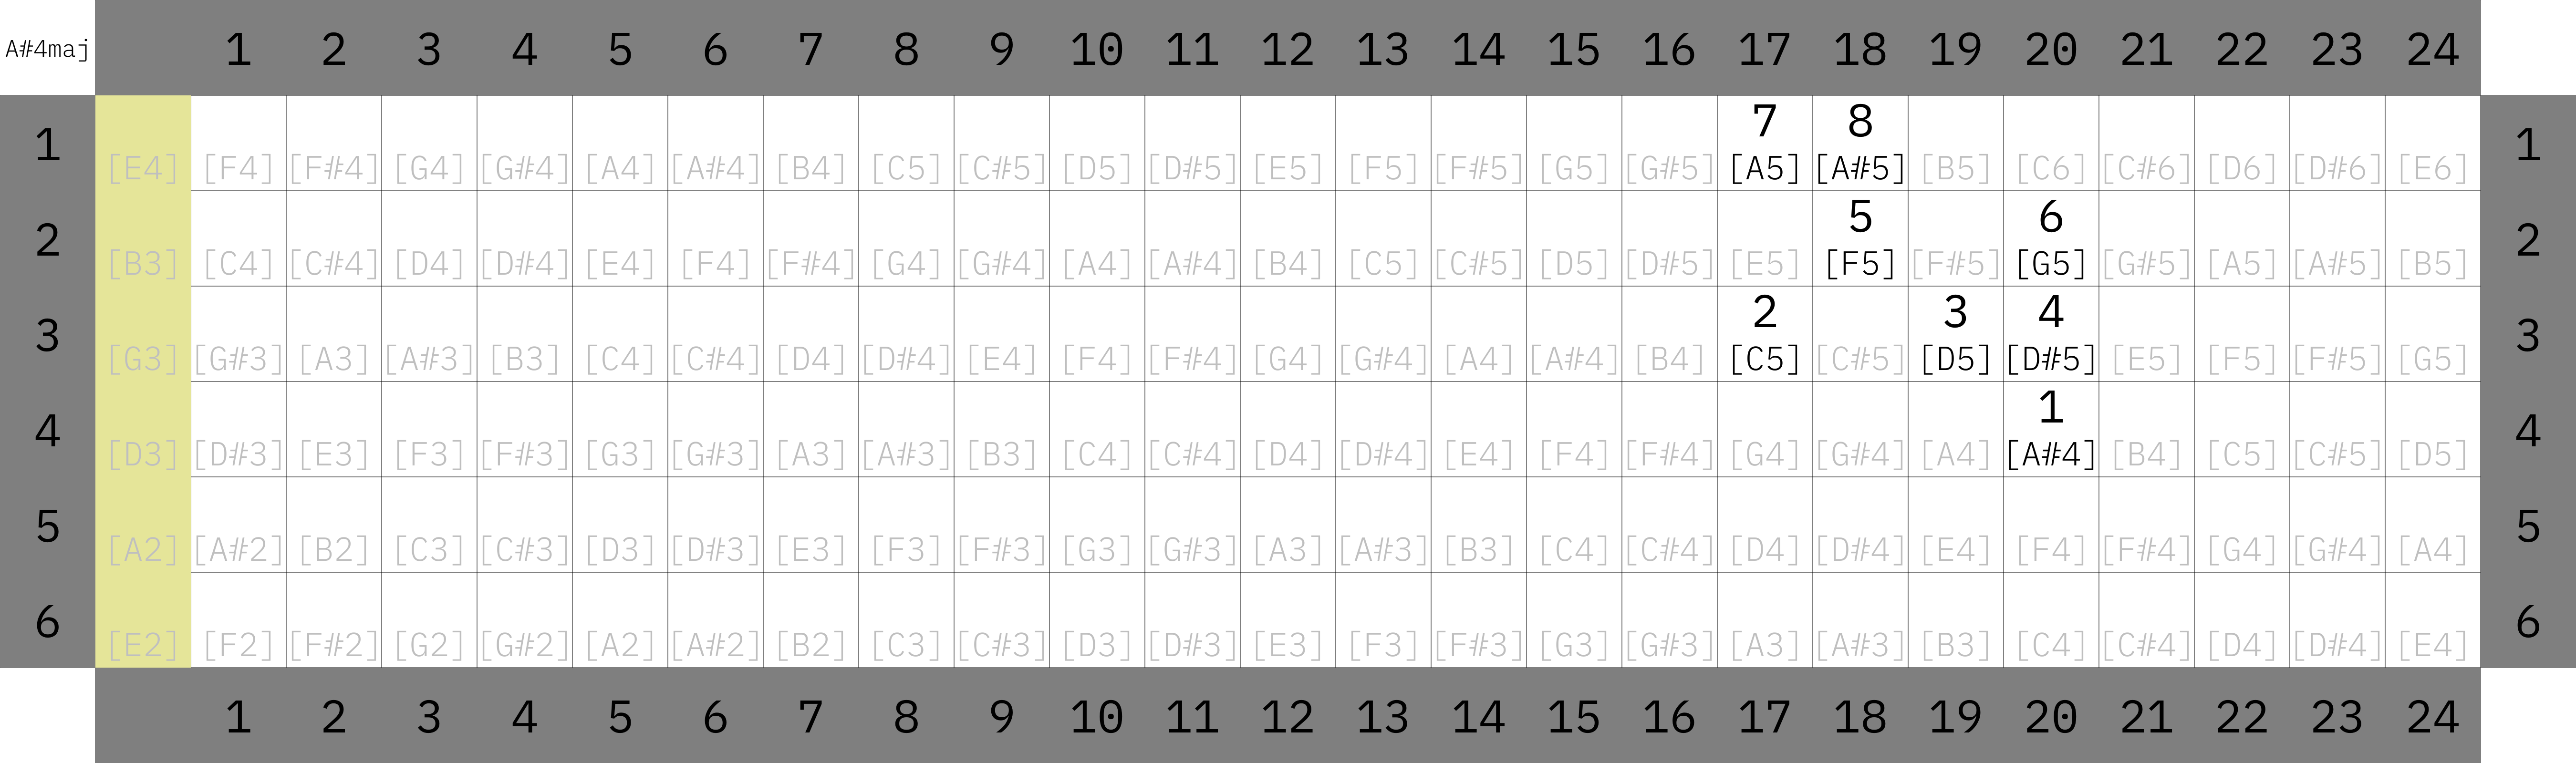 A#4maj 1 2 3 4 5 6 7 8 9 10 11 12 13 14 15 16 17 18 19 20 21 22 23 24
7 8
1 1
[E4] [F4] [F#4] [G4] [G#4] [A4] [A#4] [B4] [C5] [C#5] [D5] [D#5] [E5] [F5] [F#5] [G5] [G#5] [A5] [A#5] [B5] [C6] [C#6] [D6] [D#6] [E6]
5 6
2 2
[B3] [C4] [C#4] [D4] [D#4] [E4] [F4] [F#4] [G4] [G#4] [A4] [A#4] [B4] [C5] [C#5] [D5] [D#5] [E5] [F5] [F#5] [G5] [G#5] [A5] [A#5] [B5]
2 3 4
3 3
[G3] [G#3] [A3] [A#3] [B3] [C4] [C#4] [D4] [D#4] [E4] [F4] [F#4] [G4] [G#4] [A4] [A#4] [B4] [C5] [C#5] [D5] [D#5] [E5] [F5] [F#5] [G5]
1
4 4
[D3] [D#3] [E3] [F3] [F#3] [G3] [G#3] [A3] [A#3] [B3] [C4] [C#4] [D4] [D#4] [E4] [F4] [F#4] [G4] [G#4] [A4] [A#4] [B4] [C5] [C#5] [D5]
5 5
[A2] [A#2] [B2] [C3] [C#3] [D3] [D#3] [E3] [F3] [F#3] [G3] [G#3] [A3] [A#3] [B3] [C4] [C#4] [D4] [D#4] [E4] [F4] [F#4] [G4] [G#4] [A4]
6 6
[E2] [F2] [F#2] [G2] [G#2] [A2] [A#2] [B2] [C3] [C#3] [D3] [D#3] [E3] [F3] [F#3] [G3] [G#3] [A3] [A#3] [B3] [C4] [C#4] [D4] [D#4] [E4]
1 2 3 4 5 6 7 8 9 10 11 12 13 14 15 16 17 18 19 20 21 22 23 24